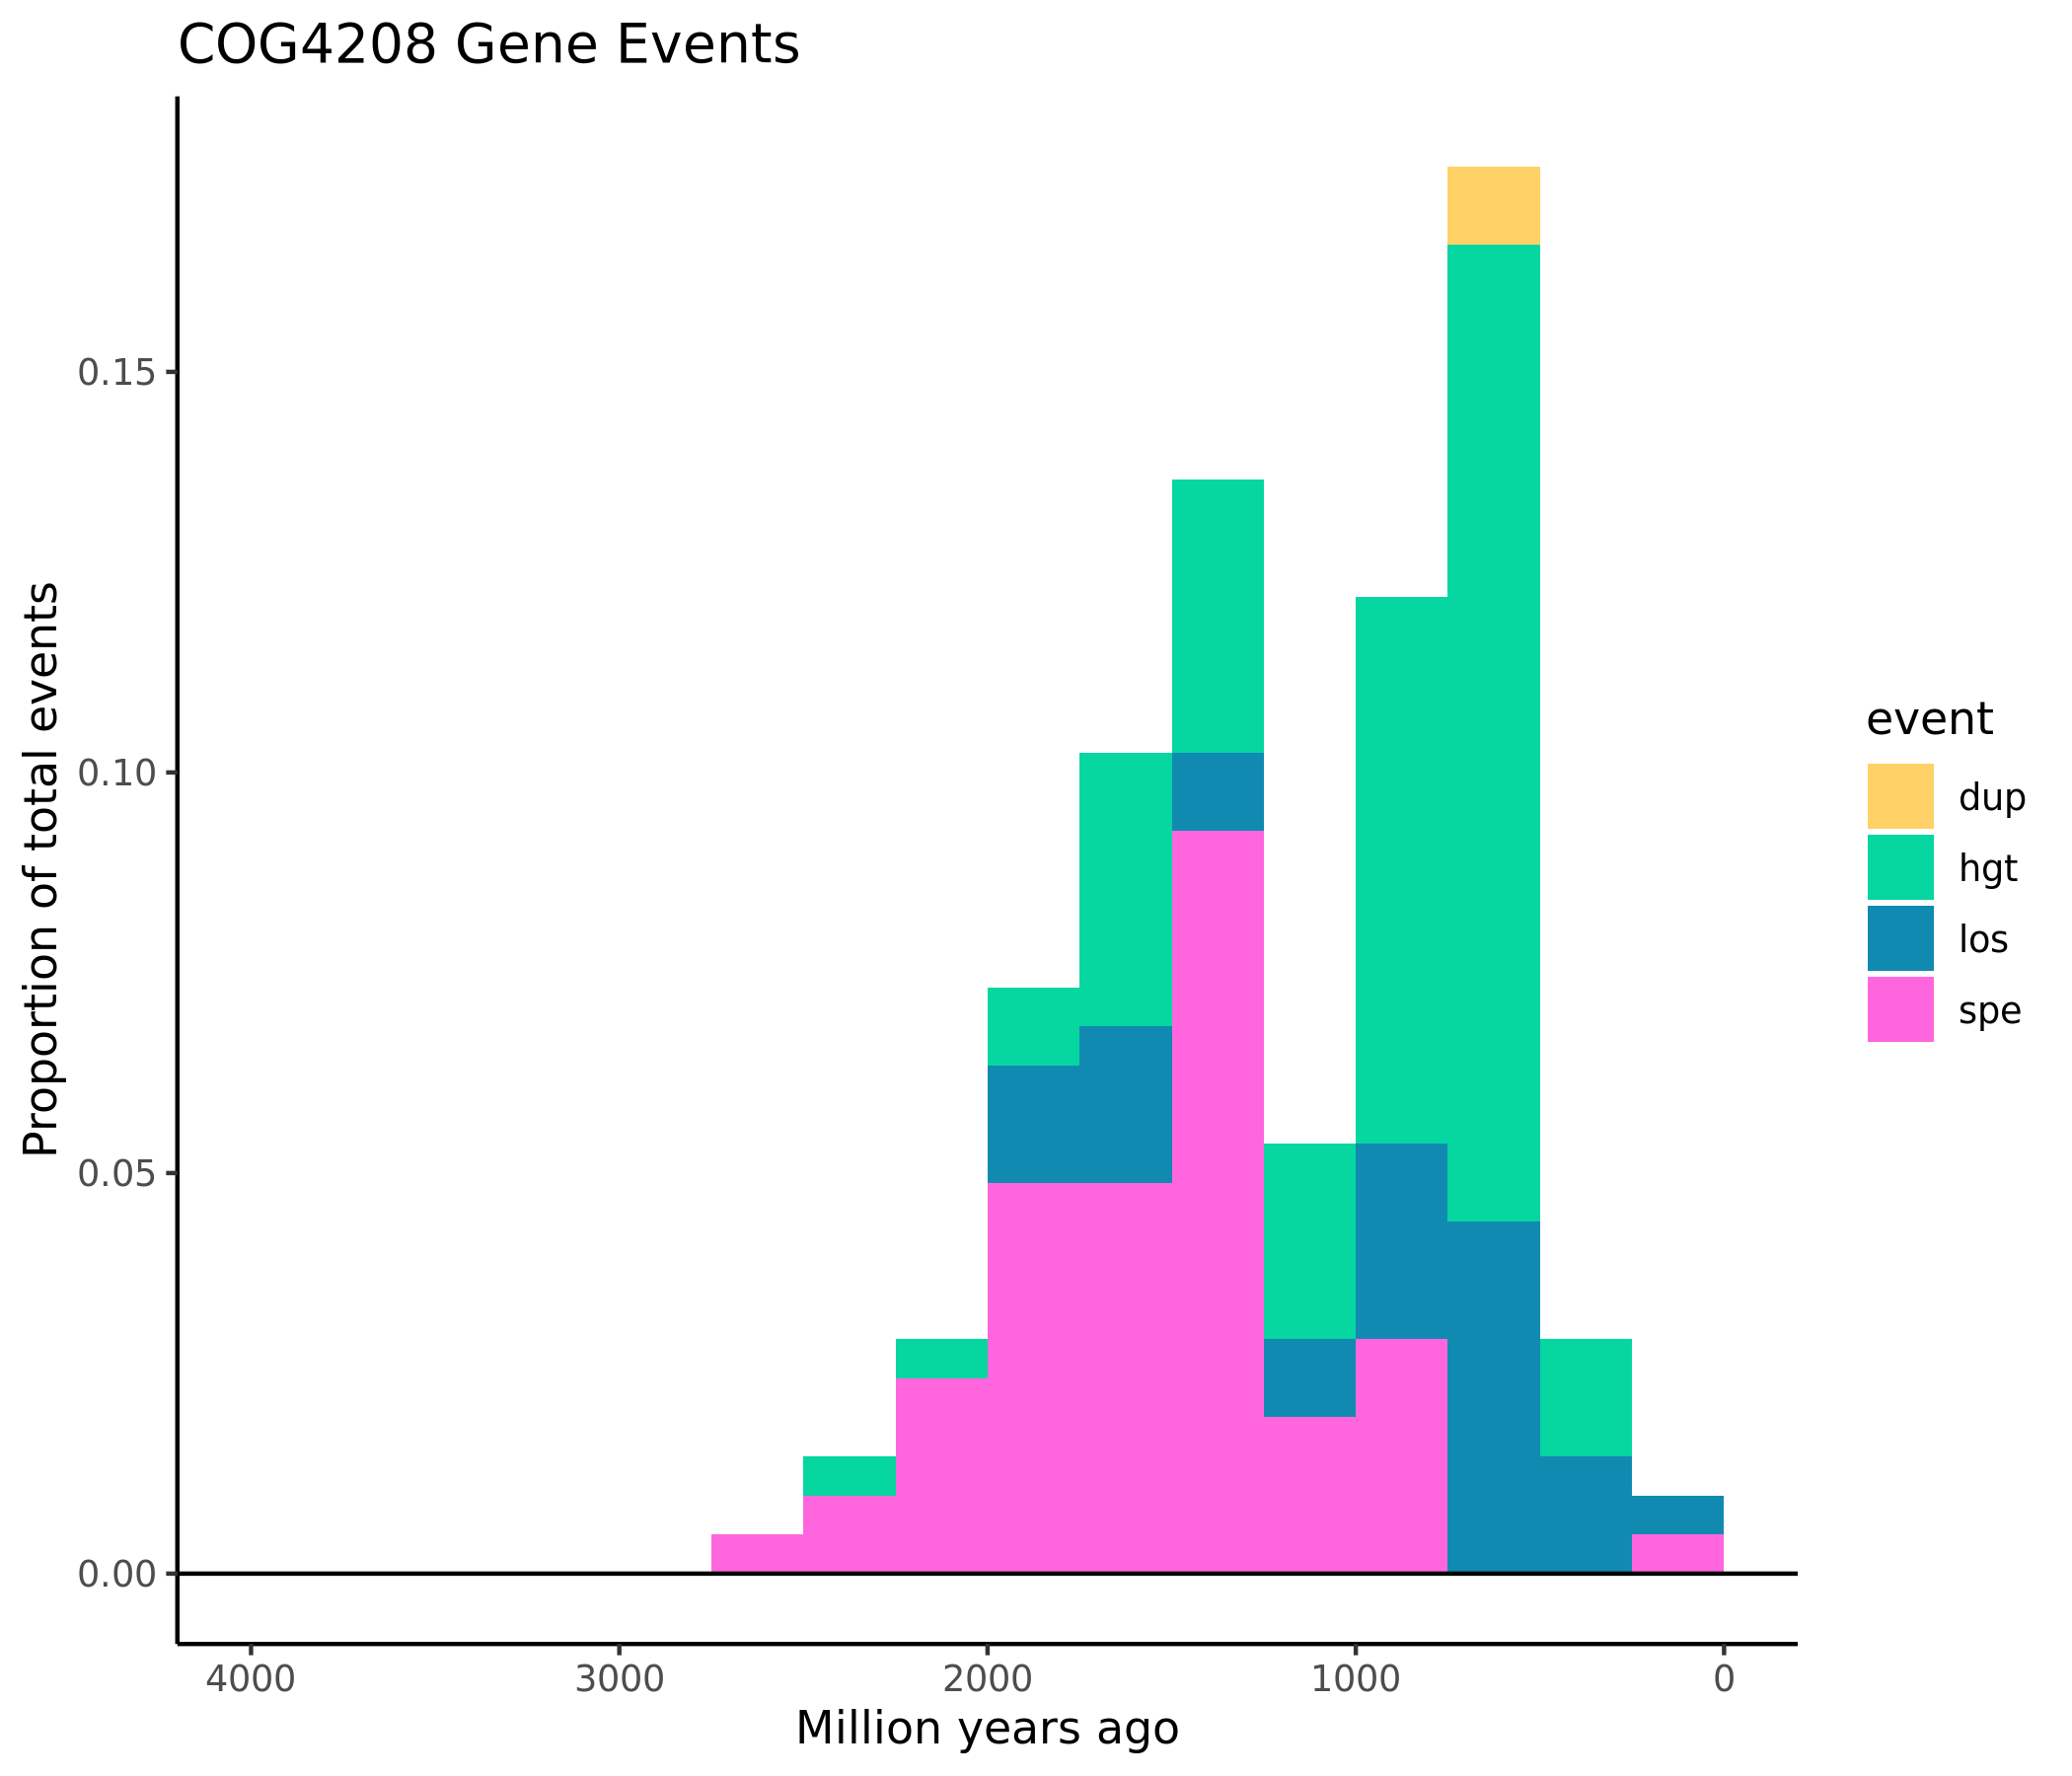 COG4208 Gene Events
Proportion of total events
0.15
0.10
0.05
0.00
4000 3000 2000 1000 0
Million years ago
event
dup
hgt
los
spe